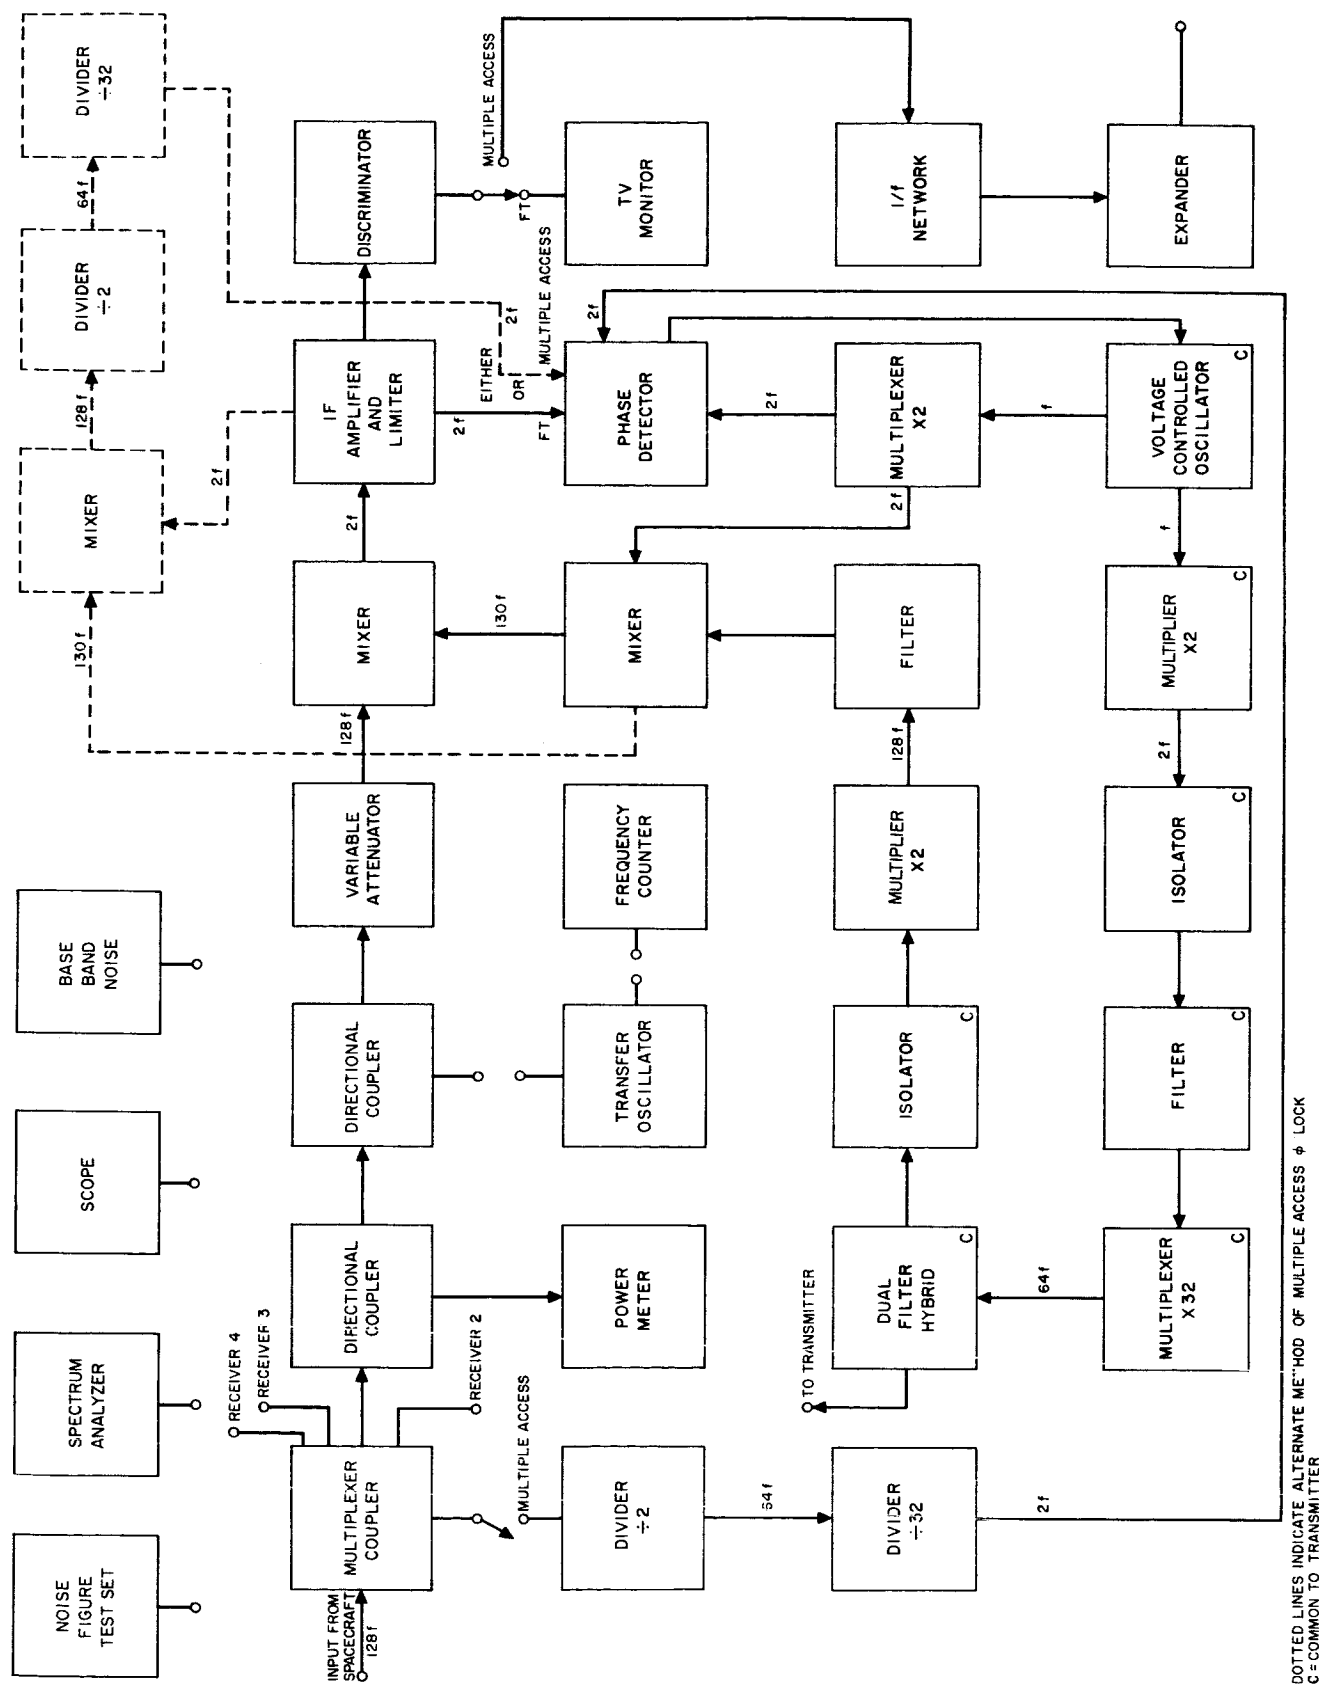 NOISE
FIGURE
TEST SET
SPECTRUM
ANALYZER
SCOPE
BASE
BAND
NOISE
MIXER
128f
DIVIDER
÷2
64f
DIVIDER
÷32
130f
2f
INPUT FROM
SPACECRAFT
128f
MULTIPLEXER
COUPLER
RECEIVER 4
RECEIVER 3
RECEIVER 2
MULTIPLE ACCESS
DIRECTIONAL
COUPLER
DIRECTIONAL
COUPLER
VARIABLE
ATTENUATOR
128f
MIXER
2f
IF
AMPLIFIER
AND
LIMITER
DISCRIMINATOR
MULTIPLE ACCESS
FT
2f
EITHER
OR
FT
2f
MULTIPLE ACCESS
130f
DIVIDER
÷2
POWER
METER
TRANSFER
OSCILLATOR
FREQUENCY
COUNTER
MIXER
PHASE
DETECTOR
2f
TV
MONITOR
64f
TO TRANSMITTER
2f
2f
DIVIDER
÷32
DUAL
FILTER
HYBRID
C
ISOLATOR
C
MULTIPLIER
X2
128f
FILTER
MULTIPLEXER
X2
1/f
NETWORK
2f
64f
f
MULTIPLEXER
X32
C
FILTER
C
ISOLATOR
C
2f
MULTIPLIER
X2
C
f
VOLTAGE
CONTROLLED
OSCILLATOR
C
EXPANDER
DOTTED LINES INDICATE ALTERNATE METHOD OF MULTIPLE ACCESS ϕ LOCK
C = COMMON TO TRANSMITTER